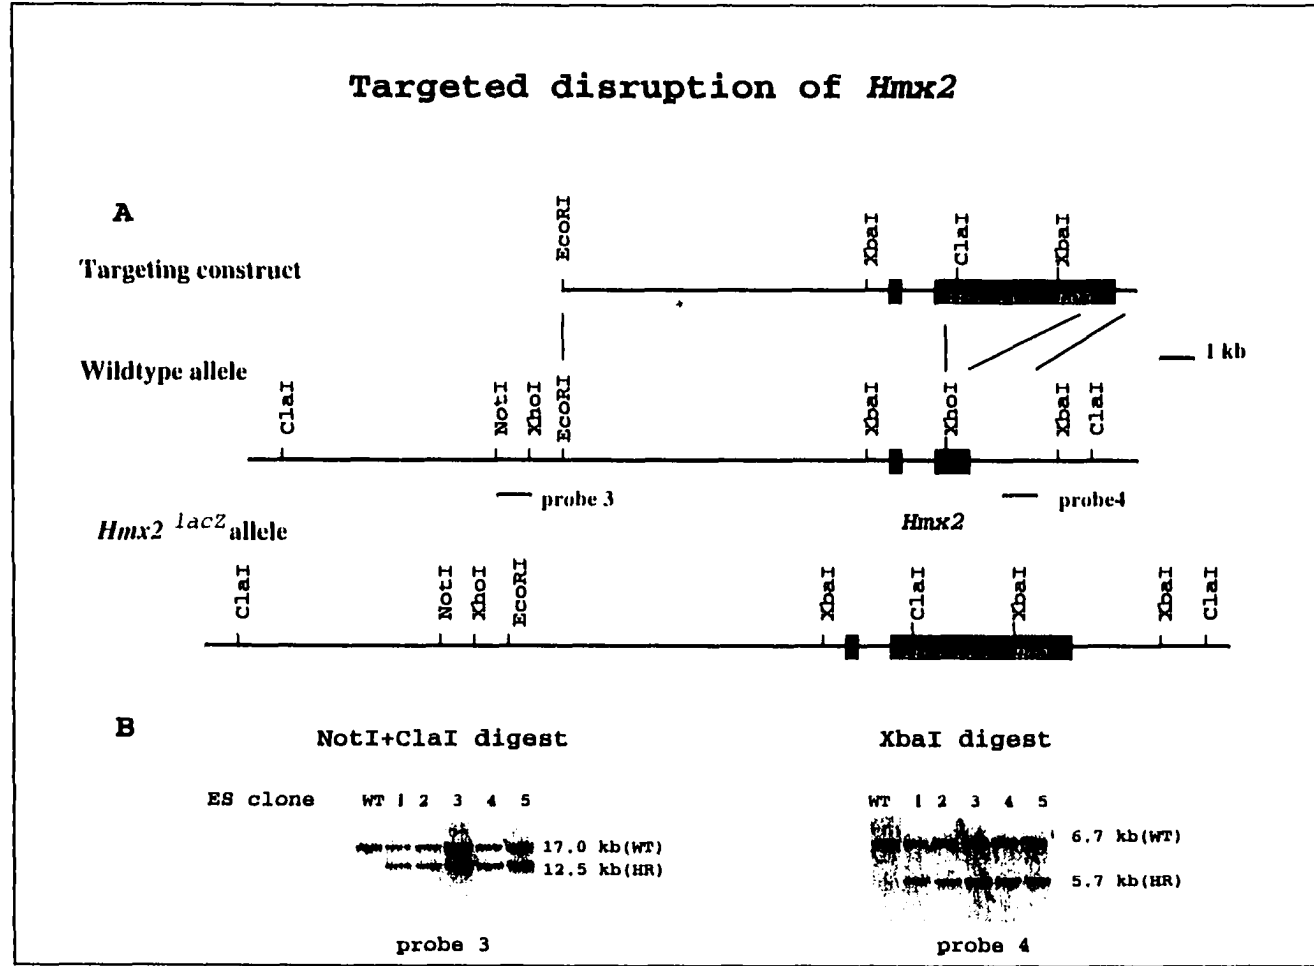 Targeted disruption of Hmx2
A
Targeting construct
EcoRI
XbaI
ClaI
XbaI
Wildtype allele
1 kb
ClaI
NotI
XhoI
EcoRI
XbaI
XhoI
XbaI
ClaI
probe 3
Hmx2
probe4
Hmx2 lacZ allele
ClaI
NotI
XhoI
EcoRI
XbaI
ClaI
XbaI
XbaI
ClaI
B
NotI+ClaI digest
XbaI digest
ES clone WT 1 2 3 4 5
WT 1 2 3 4 5
17.0 kb(WT)
12.5 kb(HR)
6.7 kb(WT)
5.7 kb(HR)
probe 3
probe 4